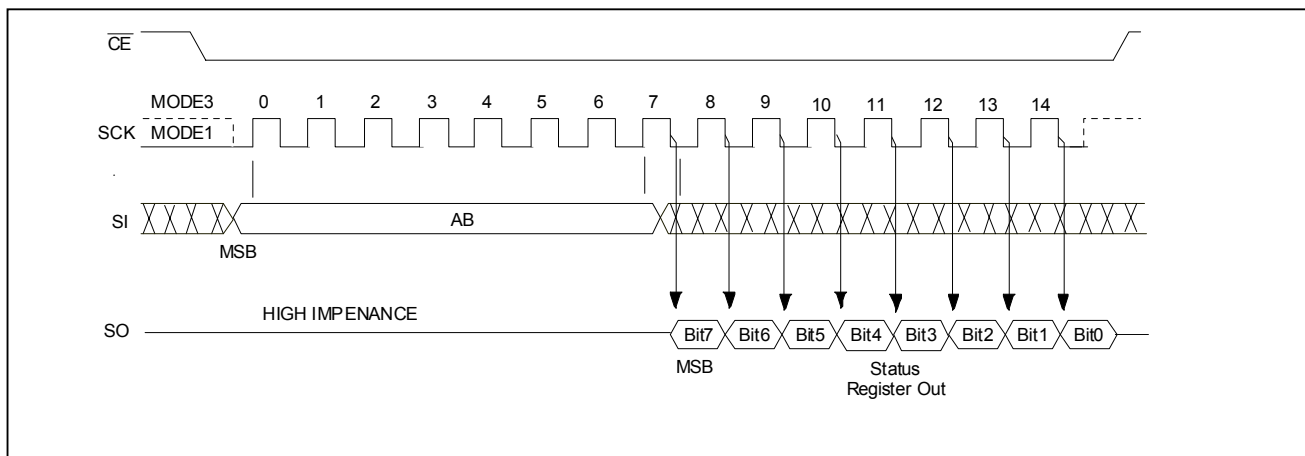 CE
MODE3 0 1 2 3 4 5 6 7 8 9 10 11 12 13 14
SCK MODE1
SI AB
MSB
HIGH IMPENANCE
SO Bit7 Bit6 Bit5 Bit4 Bit3 Bit2 Bit1 Bit0
MSB Status
Register Out